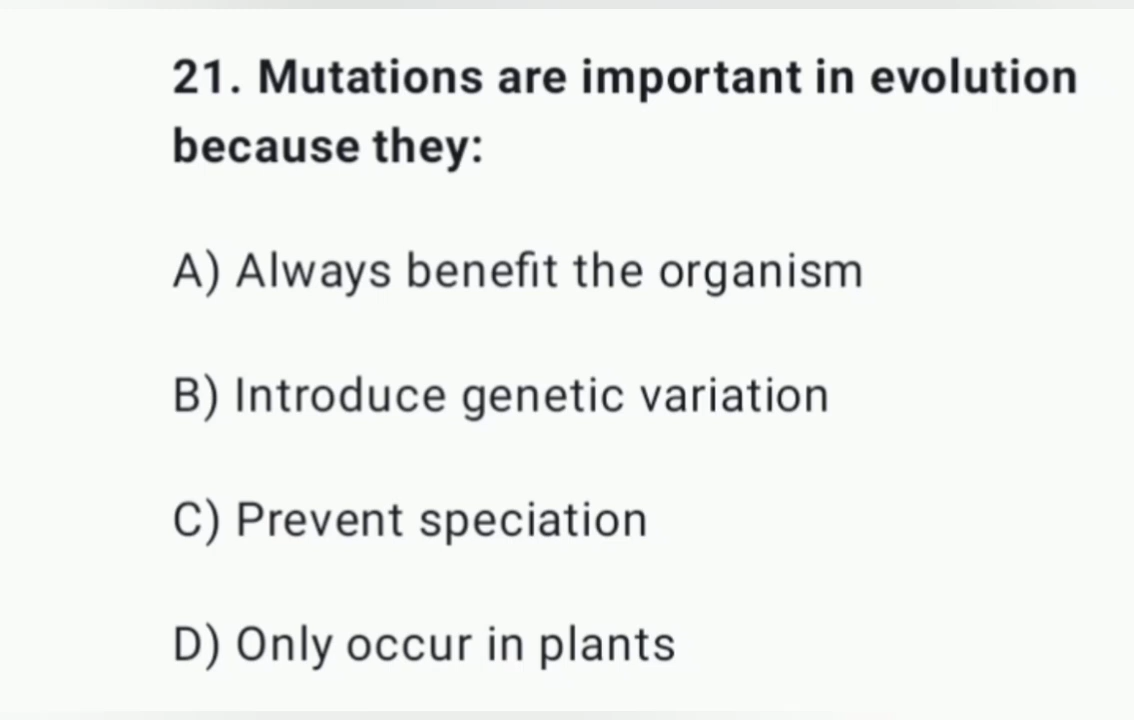 21. Mutations are important in evolution
because they:
A) Always benefit the organism
B) Introduce genetic variation
C) Prevent speciation
D) Only occur in plants